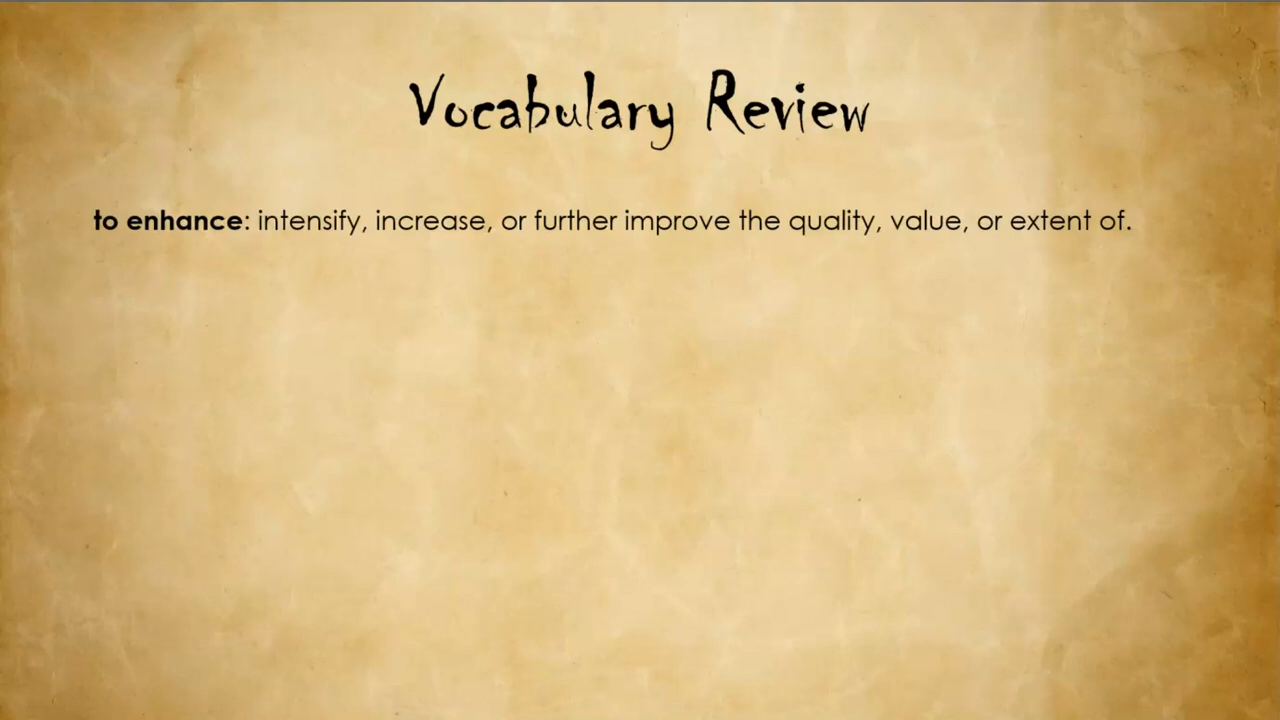 Vocabulary Review
to enhance: intensify, increase, or further improve the quality, value, or extent of.